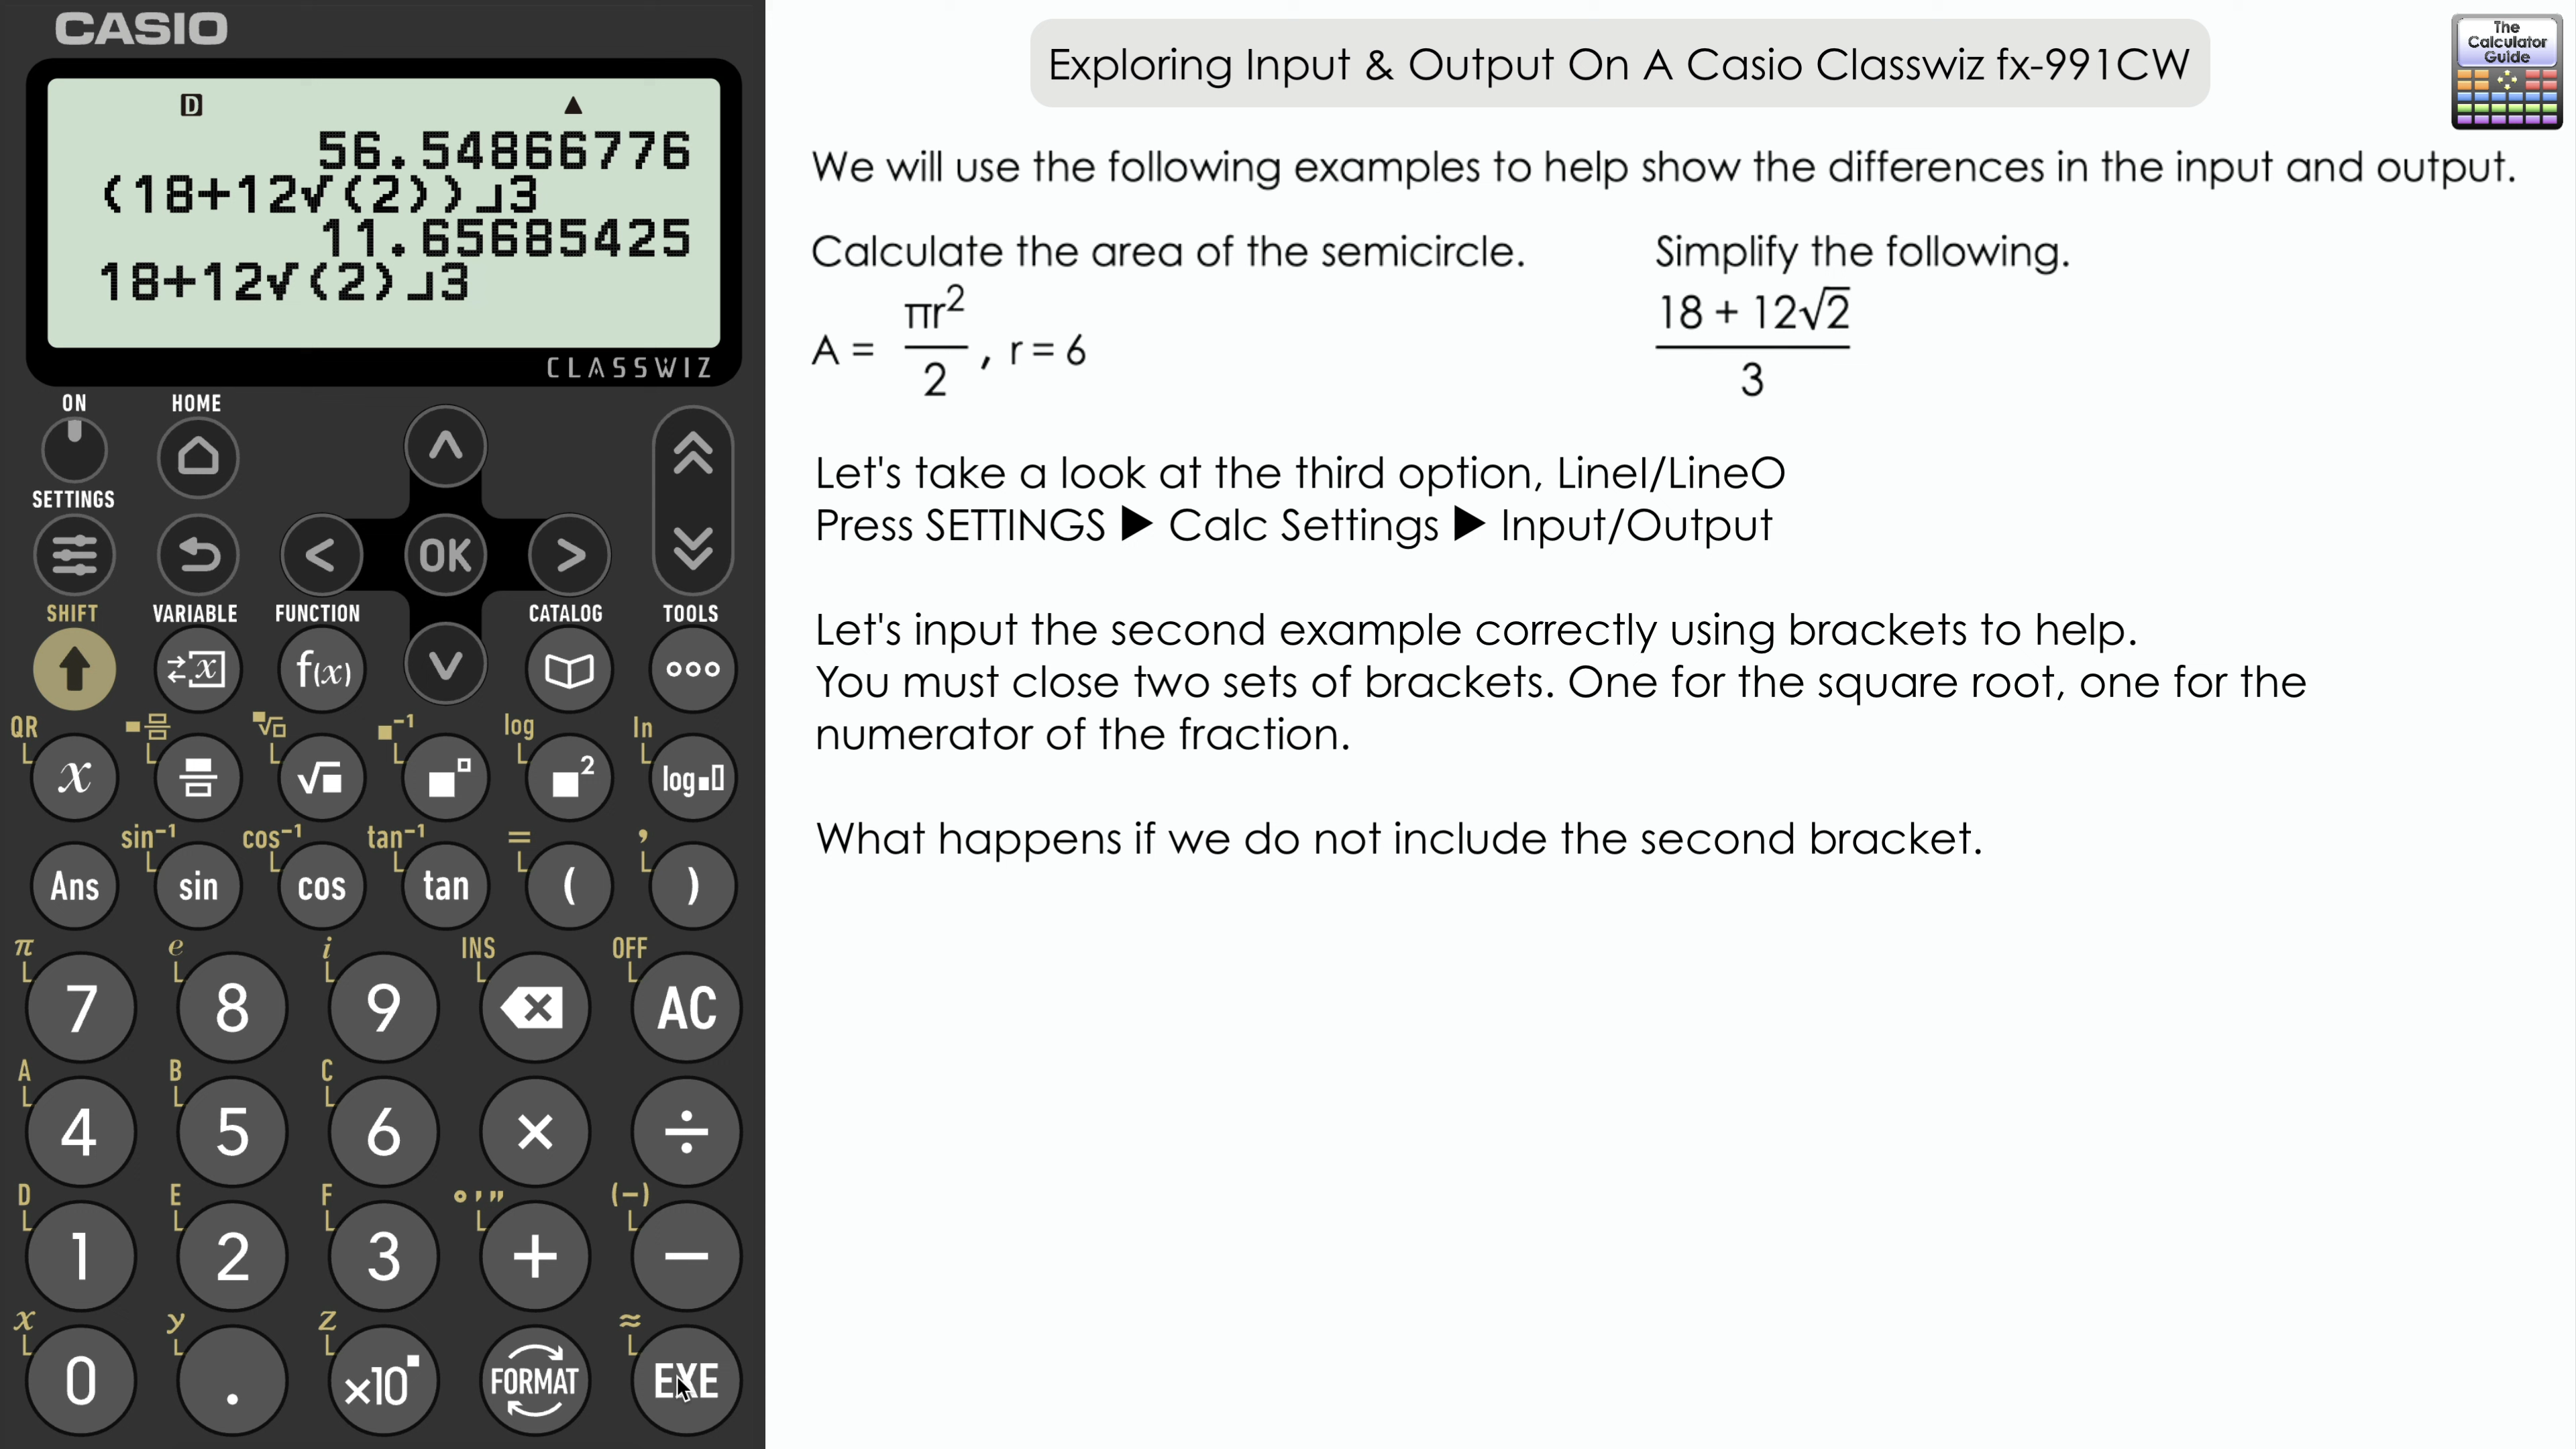 CASIO
D ▲
56.54866776
(18+12√(2))⌟3
11.65685425
18+12√(2)⌟3
CLASSWIZ
ON HOME
SETTINGS
OK
SHIFT VARIABLE FUNCTION CATALOG TOOLS
x f(x)
QR √ -1 log ln
x √ 2 log
sin⁻¹ cos⁻¹ tan⁻¹ = ,
Ans sin cos tan ( )
π e i INS OFF
7 8 9 AC
A B C
4 5 6 × ÷
D E F ° ′ ″ (−)
1 2 3 + −
x y z ≈
0 . ×10 FORMAT EXE
Exploring Input & Output On A Casio Classwiz fx-991CW
The
Calculator
Guide
We will use the following examples to help show the differences in the input and output.
Calculate the area of the semicircle.
A = πr²/2 , r = 6
Simplify the following.
18 + 12√2
3
Let's take a look at the third option, LineI/LineO
Press SETTINGS ▶ Calc Settings ▶ Input/Output
Let's input the second example correctly using brackets to help.
You must close two sets of brackets. One for the square root, one for the
numerator of the fraction.
What happens if we do not include the second bracket.